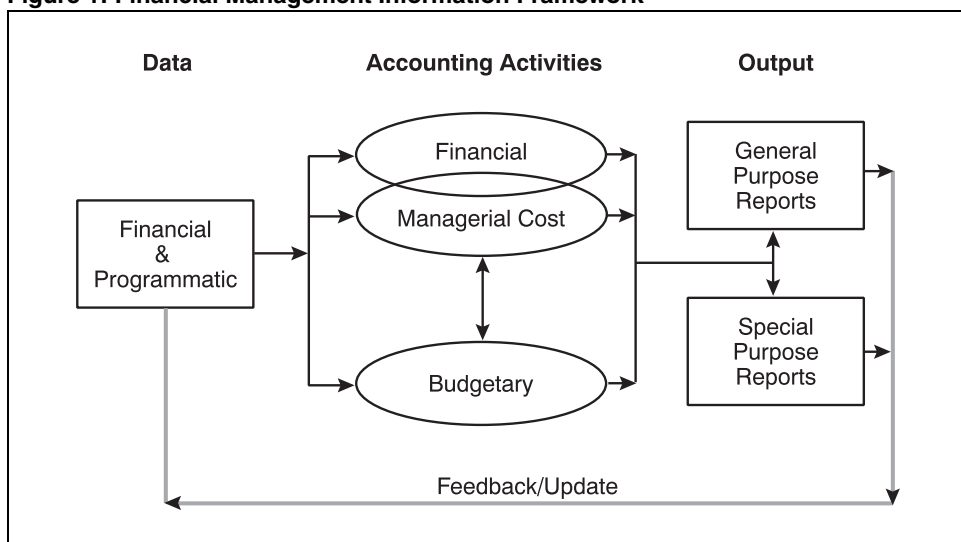 Figure 1: Financial Management Information Framework
Data
Accounting Activities
Output
Financial
&
Programmatic
Financial
Managerial Cost
Budgetary
General
Purpose
Reports
Special
Purpose
Reports
Feedback/Update